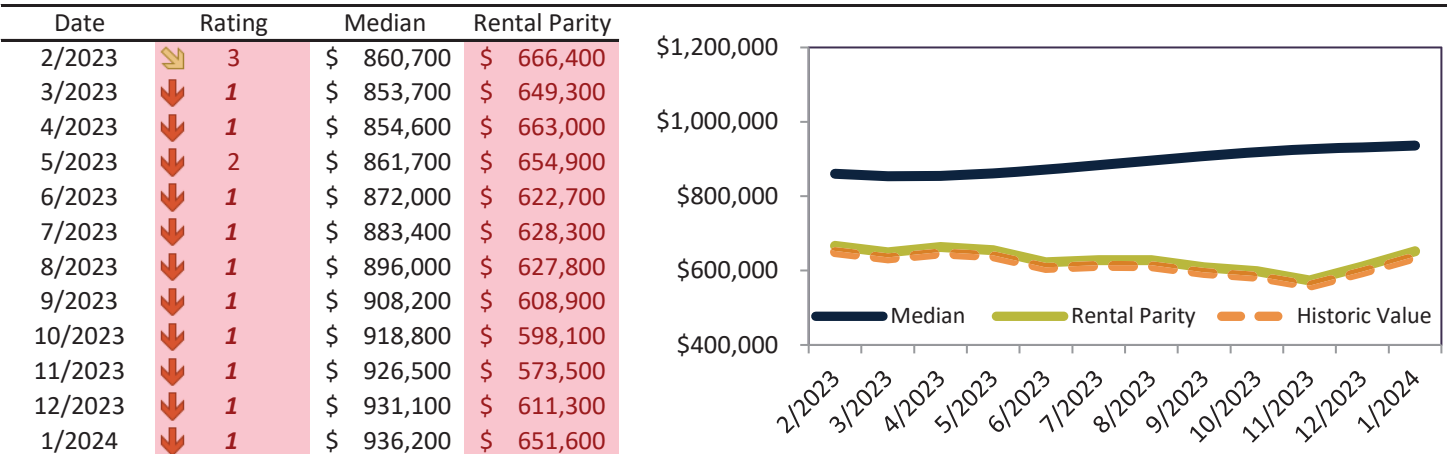 Date Rating Median Rental Parity
2/2023 3 $ 860,700 $ 666,400
3/2023 1 $ 853,700 $ 649,300
4/2023 1 $ 854,600 $ 663,000
5/2023 2 $ 861,700 $ 654,900
6/2023 1 $ 872,000 $ 622,700
7/2023 1 $ 883,400 $ 628,300
8/2023 1 $ 896,000 $ 627,800
9/2023 1 $ 908,200 $ 608,900
10/2023 1 $ 918,800 $ 598,100
11/2023 1 $ 926,500 $ 573,500
12/2023 1 $ 931,100 $ 611,300
1/2024 1 $ 936,200 $ 651,600
$1,200,000
$1,000,000
$800,000
$600,000
$400,000
Median Rental Parity Historic Value
2/2023 3/2023 4/2023 5/2023 6/2023 7/2023 8/2023 9/2023 10/2023 11/2023 12/2023 1/2024